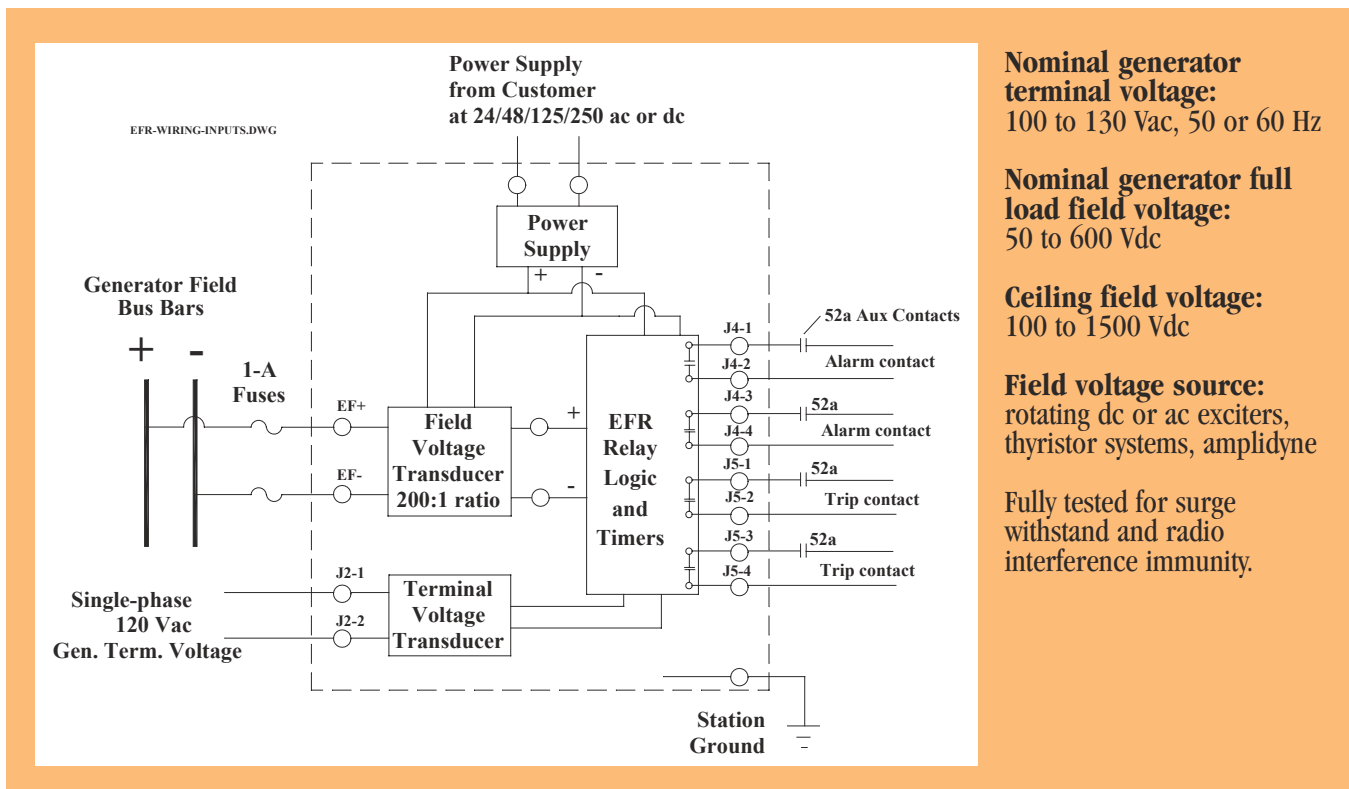 Power Supply
from Customer
at 24/48/125/250 ac or dc
EFR-WIRING-INPUTS.DWG
Power
Supply
+ -
Generator Field
Bus Bars
+ -
1-A
Fuses
EF+
EF-
Field
Voltage
Transducer
200:1 ratio
+
-
EFR
Relay
Logic
and
Timers
J4-1
52a Aux Contacts
J4-2
Alarm contact
J4-3
52a
J4-4
Alarm contact
J5-1
52a
J5-2
Trip contact
J5-3
52a
J5-4
Trip contact
Single-phase
120 Vac
Gen. Term. Voltage
J2-1
J2-2
Terminal
Voltage
Transducer
Station
Ground
Nominal generator
terminal voltage:
100 to 130 Vac, 50 or 60 Hz
Nominal generator full
load field voltage:
50 to 600 Vdc
Ceiling field voltage:
100 to 1500 Vdc
Field voltage source:
rotating dc or ac exciters,
thyristor systems, amplidyne
Fully tested for surge
withstand and radio
interference immunity.